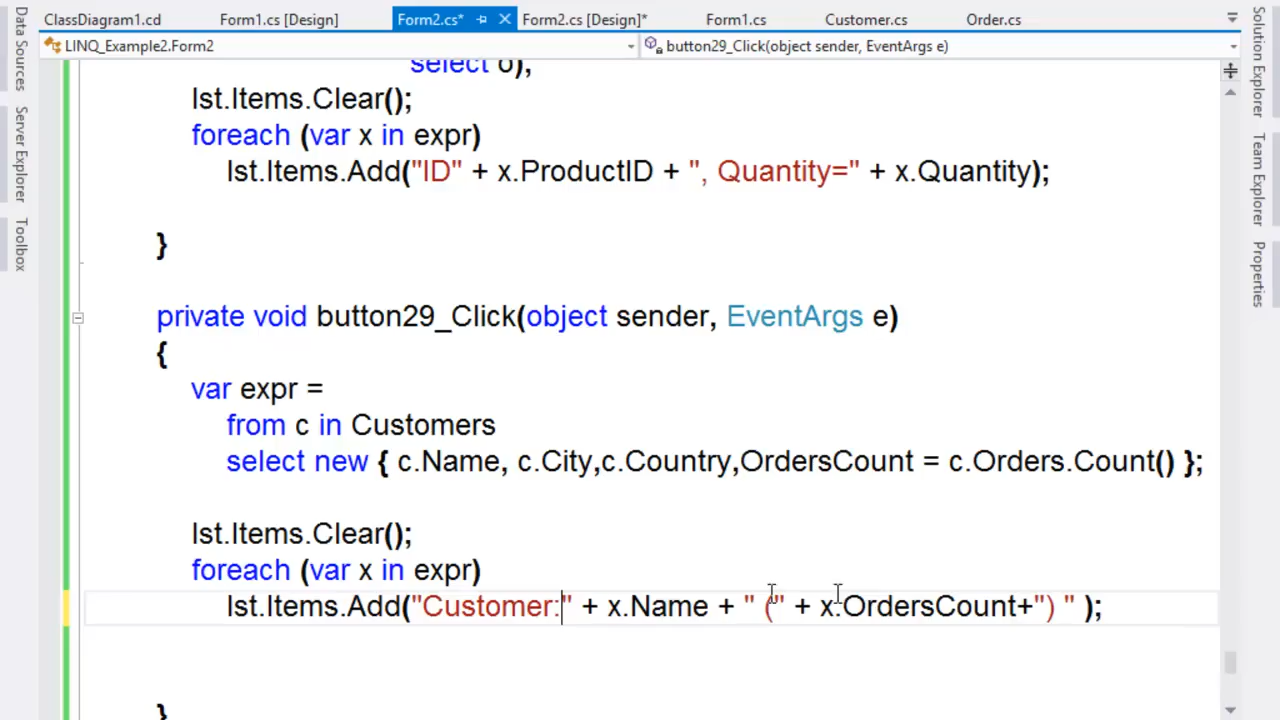 ClassDiagram1.cd Form1.cs [Design] Form2.cs* Form2.cs [Design]* Form1.cs Customer.cs Order.cs
LINQ_Example2.Form2 button29_Click(object sender, EventArgs e)
Data Sources
Server Explorer
Toolbox
select o);
lst.Items.Clear();
foreach (var x in expr)
lst.Items.Add("ID" + x.ProductID + ", Quantity=" + x.Quantity);
}
private void button29_Click(object sender, EventArgs e)
{
var expr =
from c in Customers
select new { c.Name, c.City,c.Country,OrdersCount = c.Orders.Count() };
lst.Items.Clear();
foreach (var x in expr)
lst.Items.Add("Customer:" + x.Name + " (" + x.OrdersCount+") " );
}
Solution Explorer
Team Explorer
Properties